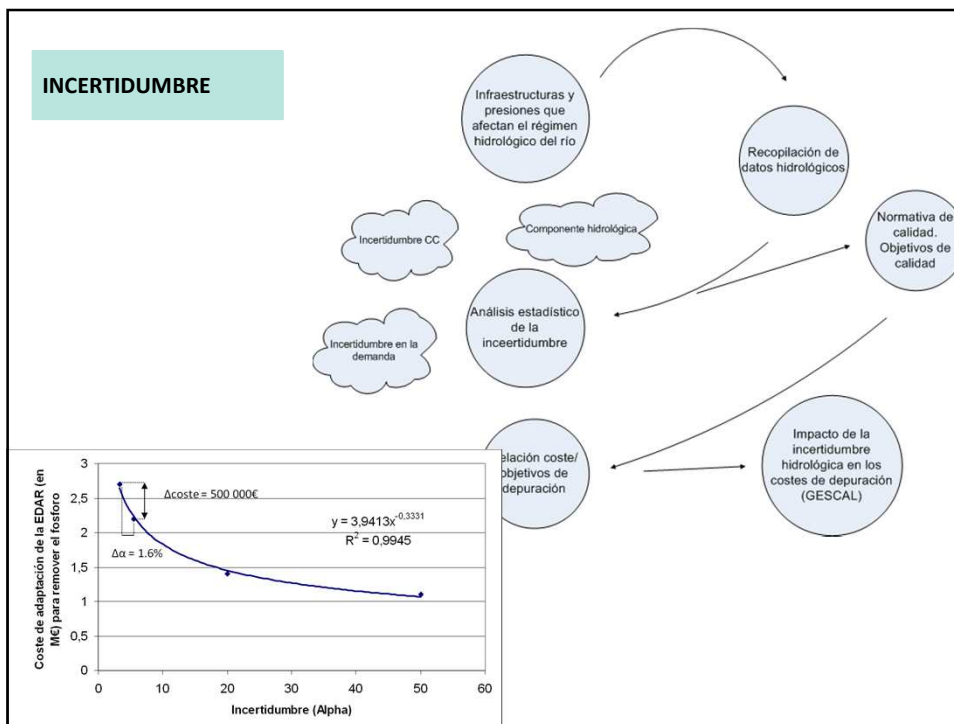 INCERTIDUMBRE
Infraestructuras y
presiones que
afectan el régimen
hidrológico del río
Recopilación de
datos hidrológicos
Normativa de
calidad.
Objetivos de
calidad
Incertidumbre CC
Componente hidrológica
Análisis estadístico
de la
inceertidumbre
Incertidumbre en la
demanda
elación coste/
objetivos de
depuración
Impacto de la
incertidumbre
hidrológica en los
costes de depuración
(GESCAL)
Coste de adaptación de la EDAR (en
M€) para remover el fosforo
3
2,5
2
1,5
1
0,5
0
Δcoste = 500 000€
Δα = 1.6%
y = 3,9413x^-0,3331
R² = 0,9945
0 10 20 30 40 50 60
Incertidumbre (Alpha)